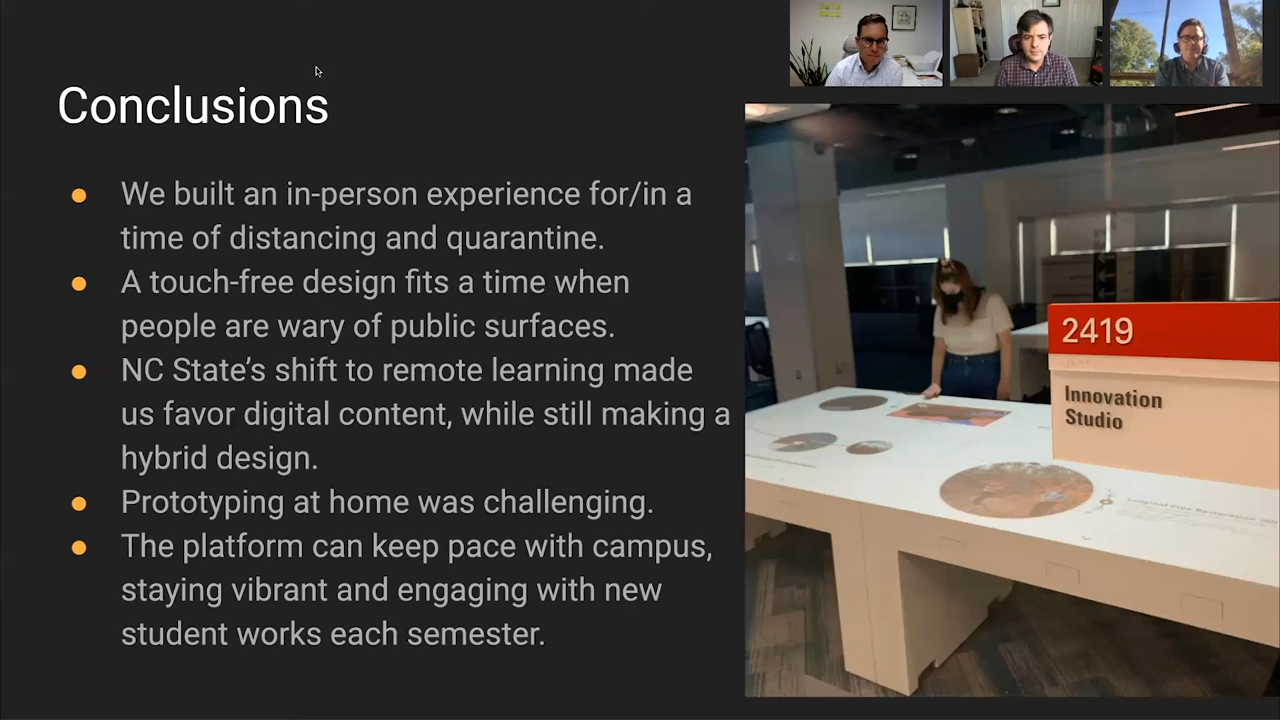 Conclusions
We built an in-person experience for/in a
time of distancing and quarantine.
A touch-free design fits a time when
people are wary of public surfaces.
NC State's shift to remote learning made
us favor digital content, while still making a
hybrid design.
Prototyping at home was challenging.
The platform can keep pace with campus,
staying vibrant and engaging with new
student works each semester.
2419
Innovation
Studio